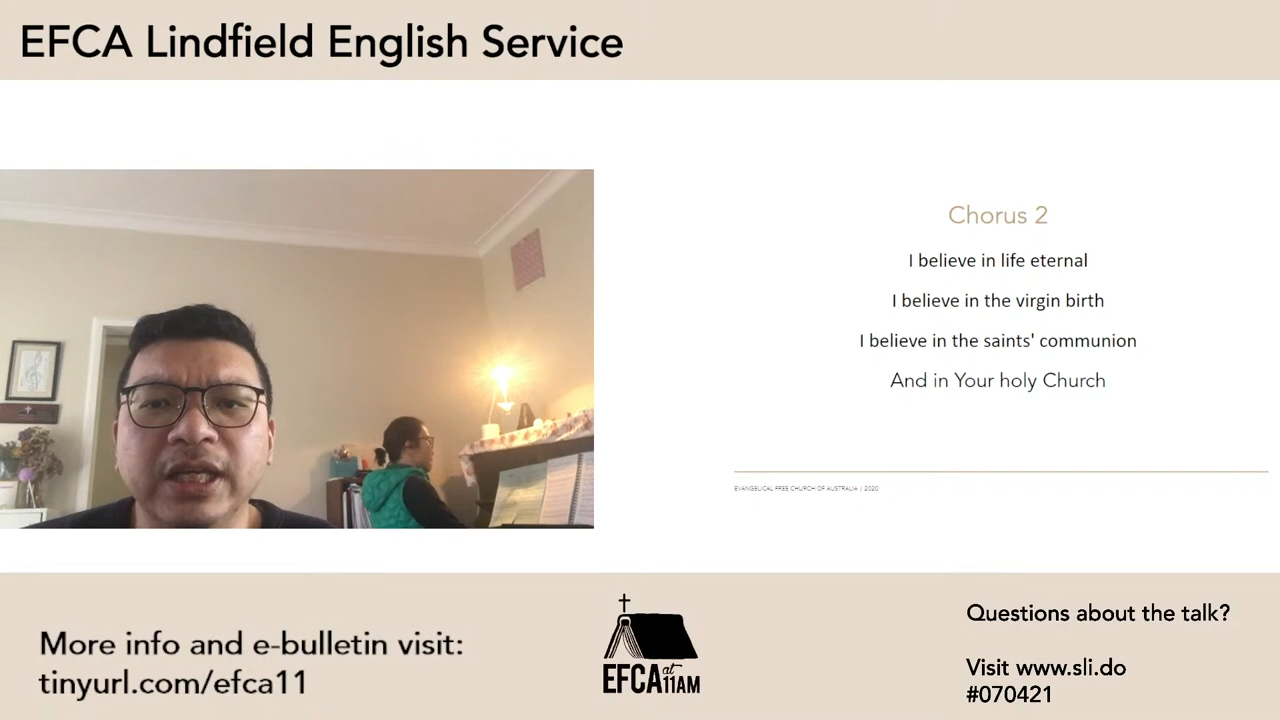 EFCA Lindfield English Service
Chorus 2
I believe in life eternal
I believe in the virgin birth
I believe in the saints' communion
And in Your holy Church
EVANGELICAL FREE CHURCH OF AUSTRALIA | 2020
More info and e-bulletin visit:
tinyurl.com/efca11
EFCA at 11AM
Questions about the talk?
Visit www.sli.do
#070421